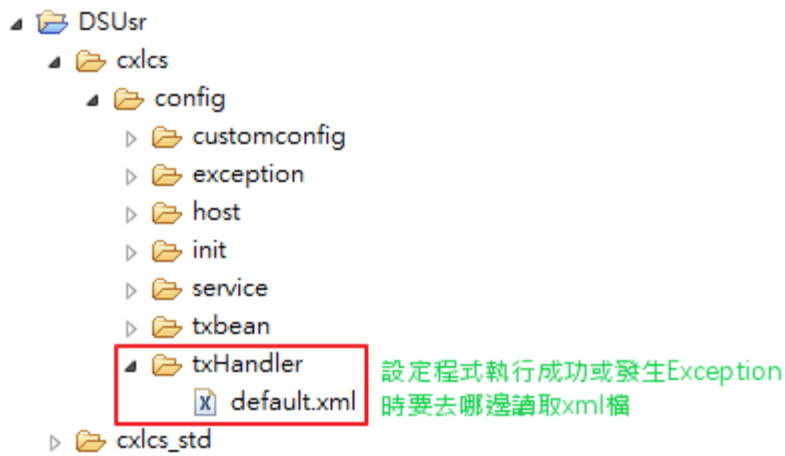 DSUsr
cxlcs
config
customconfig
exception
host
init
service
txbean
txHandler
設定程式執行成功或發生Exception
default.xml
時要去哪邊讀取xml檔
cxlcs_std